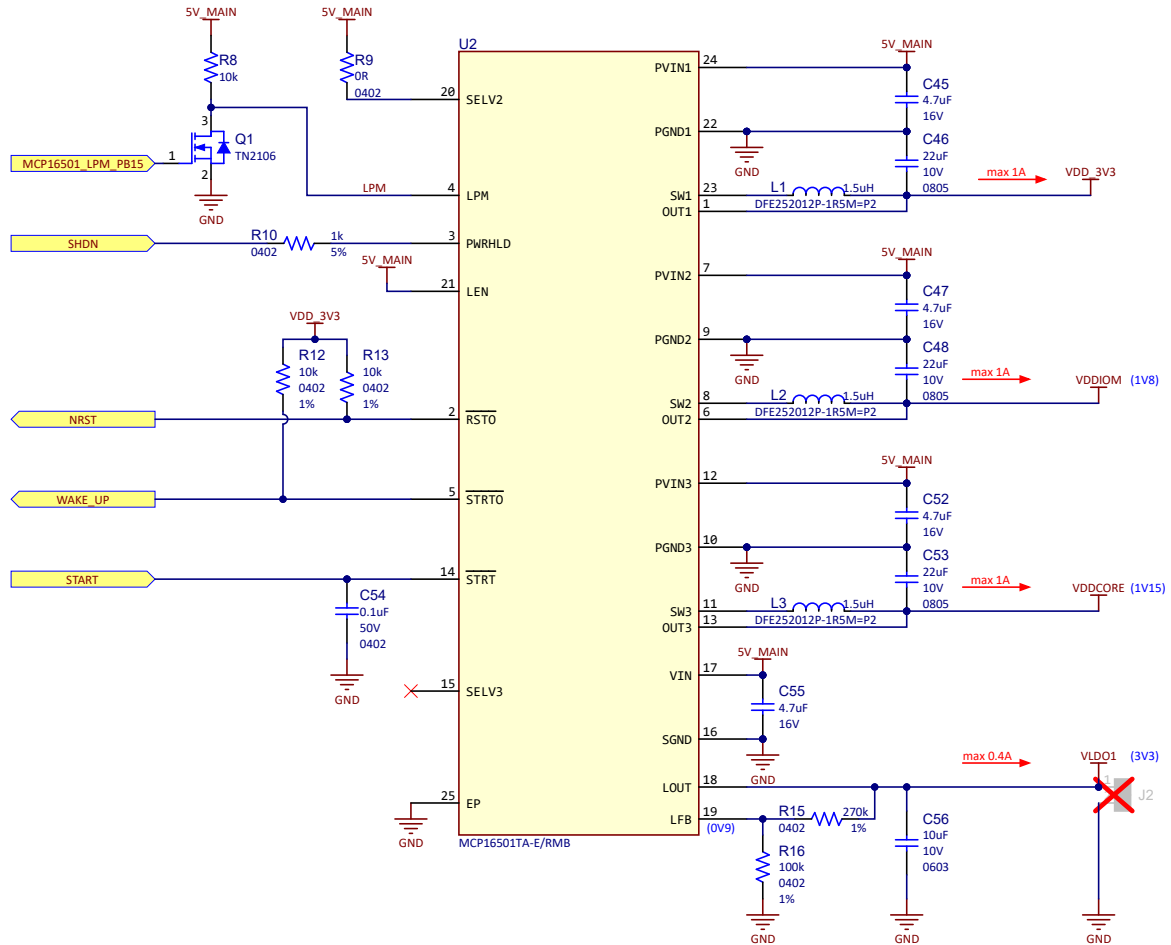 5V_MAIN
5V_MAIN
U2
R8
10k
R9
0R
0402
20
SELV2
3
Q1
TN2106
MCP16501_LPM_PB15
1
2
GND
LPM
4
LPM
SHDN
R10
0402
1k
5%
3
PWRHLD
5V_MAIN
21
LEN
VDD_3V3
R12
10k
0402
1%
R13
10k
0402
1%
NRST
2
RSTO
WAKE_UP
5
STRTO
START
14
STRT
C54
0.1uF
50V
0402
GND
15
SELV3
25
EP
GND
MCP16501TA-E/RMB
5V_MAIN
PVIN1
24
C45
4.7uF
16V
PGND1
22
GND
C46
22uF
10V
0805
SW1
23
L1
1.5uH
OUT1
1
DFE252012P-1R5M=P2
max 1A
VDD_3V3
5V_MAIN
PVIN2
7
C47
4.7uF
16V
PGND2
9
GND
C48
22uF
10V
0805
SW2
8
L2
1.5uH
OUT2
6
DFE252012P-1R5M=P2
max 1A
VDDIOM
(1V8)
5V_MAIN
PVIN3
12
C52
4.7uF
16V
PGND3
10
GND
C53
22uF
10V
0805
SW3
11
L3
1.5uH
OUT3
13
DFE252012P-1R5M=P2
max 1A
VDDCORE
(1V15)
5V_MAIN
VIN
17
C55
4.7uF
16V
SGND
16
GND
LOUT
18
max 0.4A
VLDO1
(3V3)
1
J2
LFB
19
(0V9)
R15
0402
270k
1%
R16
100k
0402
1%
GND
C56
10uF
10V
0603
GND
GND